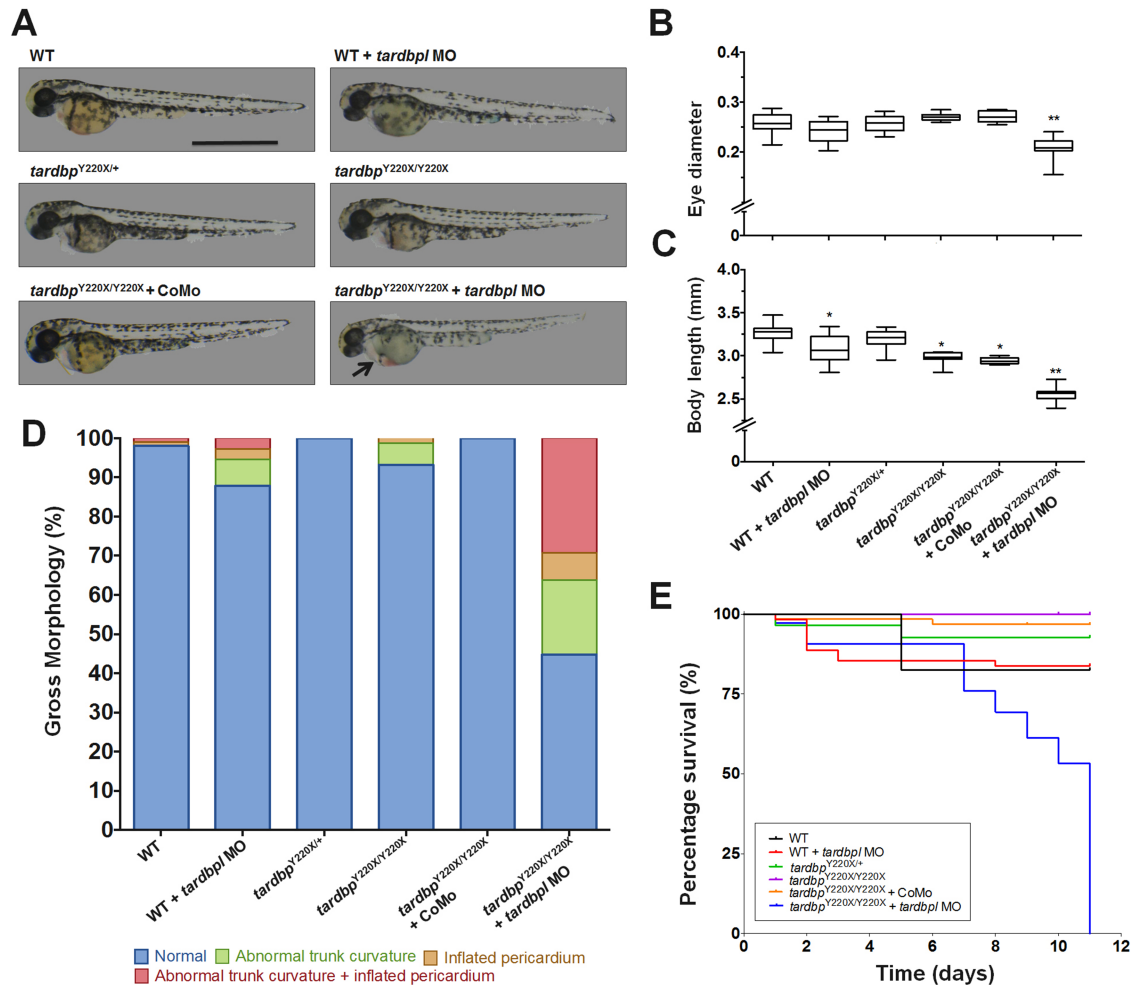 A
WT
WT + tardbpl MO
tardbpY220X/+
tardbpY220X/Y220X
tardbpY220X/Y220X + CoMo
tardbpY220X/Y220X + tardbpl MO
B
Eye diameter
0.4
0.3
0.2
0
**
C
Body length (mm)
4.0
3.5
3.0
2.5
0
*
*
*
**
WT
WT + tardbpl MO
tardbpY220X/+
tardbpY220X/Y220X
tardbpY220X/Y220X
+ CoMo
tardbpY220X/Y220X
+ tardbpl MO
D
Gross Morphology (%)
100
90
80
70
60
50
40
30
20
10
0
WT
WT + tardbpl MO
tardbpY220X/+
tardbpY220X/Y220X
tardbpY220X/Y220X
+ CoMo
tardbpY220X/Y220X
+ tardbpl MO
Normal
Abnormal trunk curvature
Inflated pericardium
Abnormal trunk curvature + inflated pericardium
E
Percentage survival (%)
100
75
50
25
0
WT
WT + tardbpl MO
tardbpY220X/+
tardbpY220X/Y220X
tardbpY220X/Y220X + CoMo
tardbpY220X/Y220X + tardbpl MO
0 2 4 6 8 10 12
Time (days)